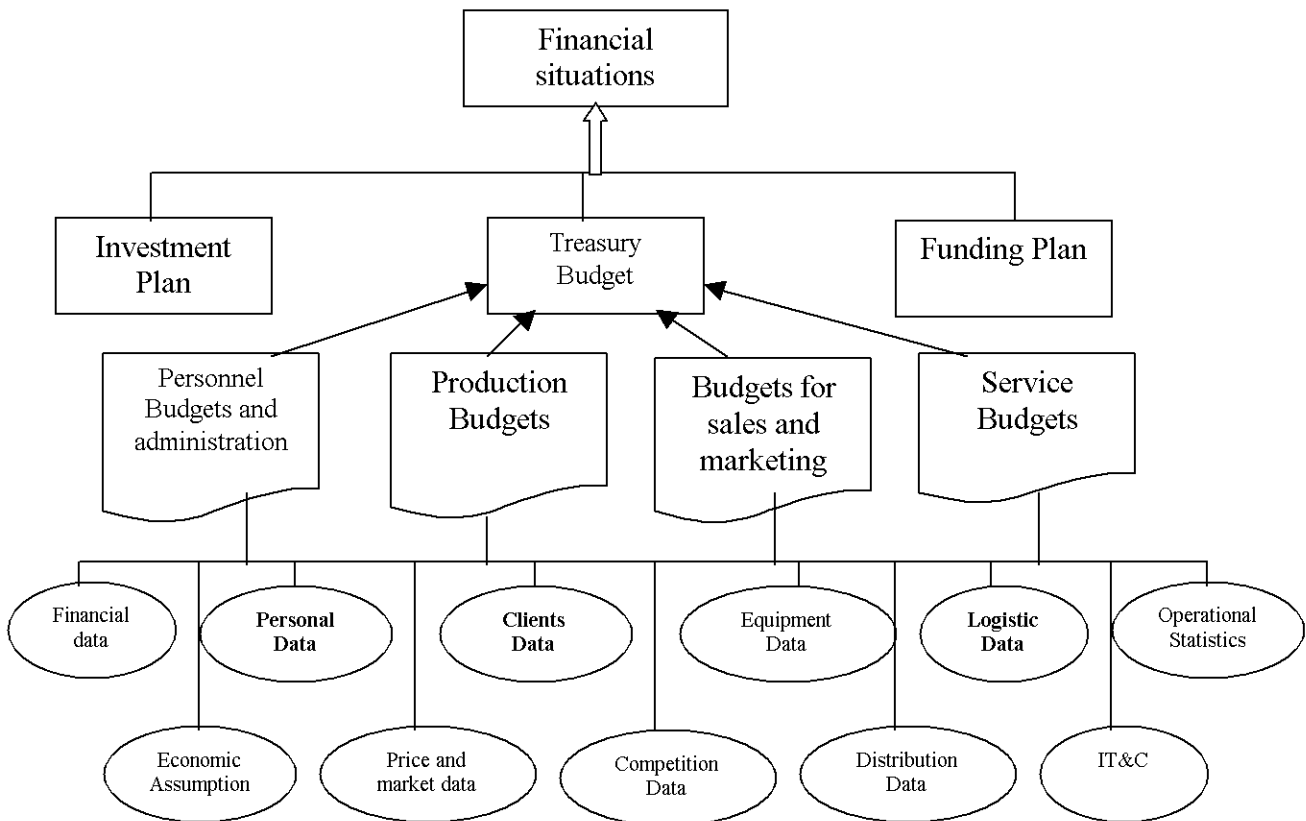 Financial
situations
Investment
Plan
Treasury
Budget
Funding Plan
Personnel
Budgets and
administration
Production
Budgets
Budgets for
sales and
marketing
Service
Budgets
Financial
data
Personal
Data
Clients
Data
Equipment
Data
Logistic
Data
Operational
Statistics
Economic
Assumption
Price and
market data
Competition
Data
Distribution
Data
IT&C